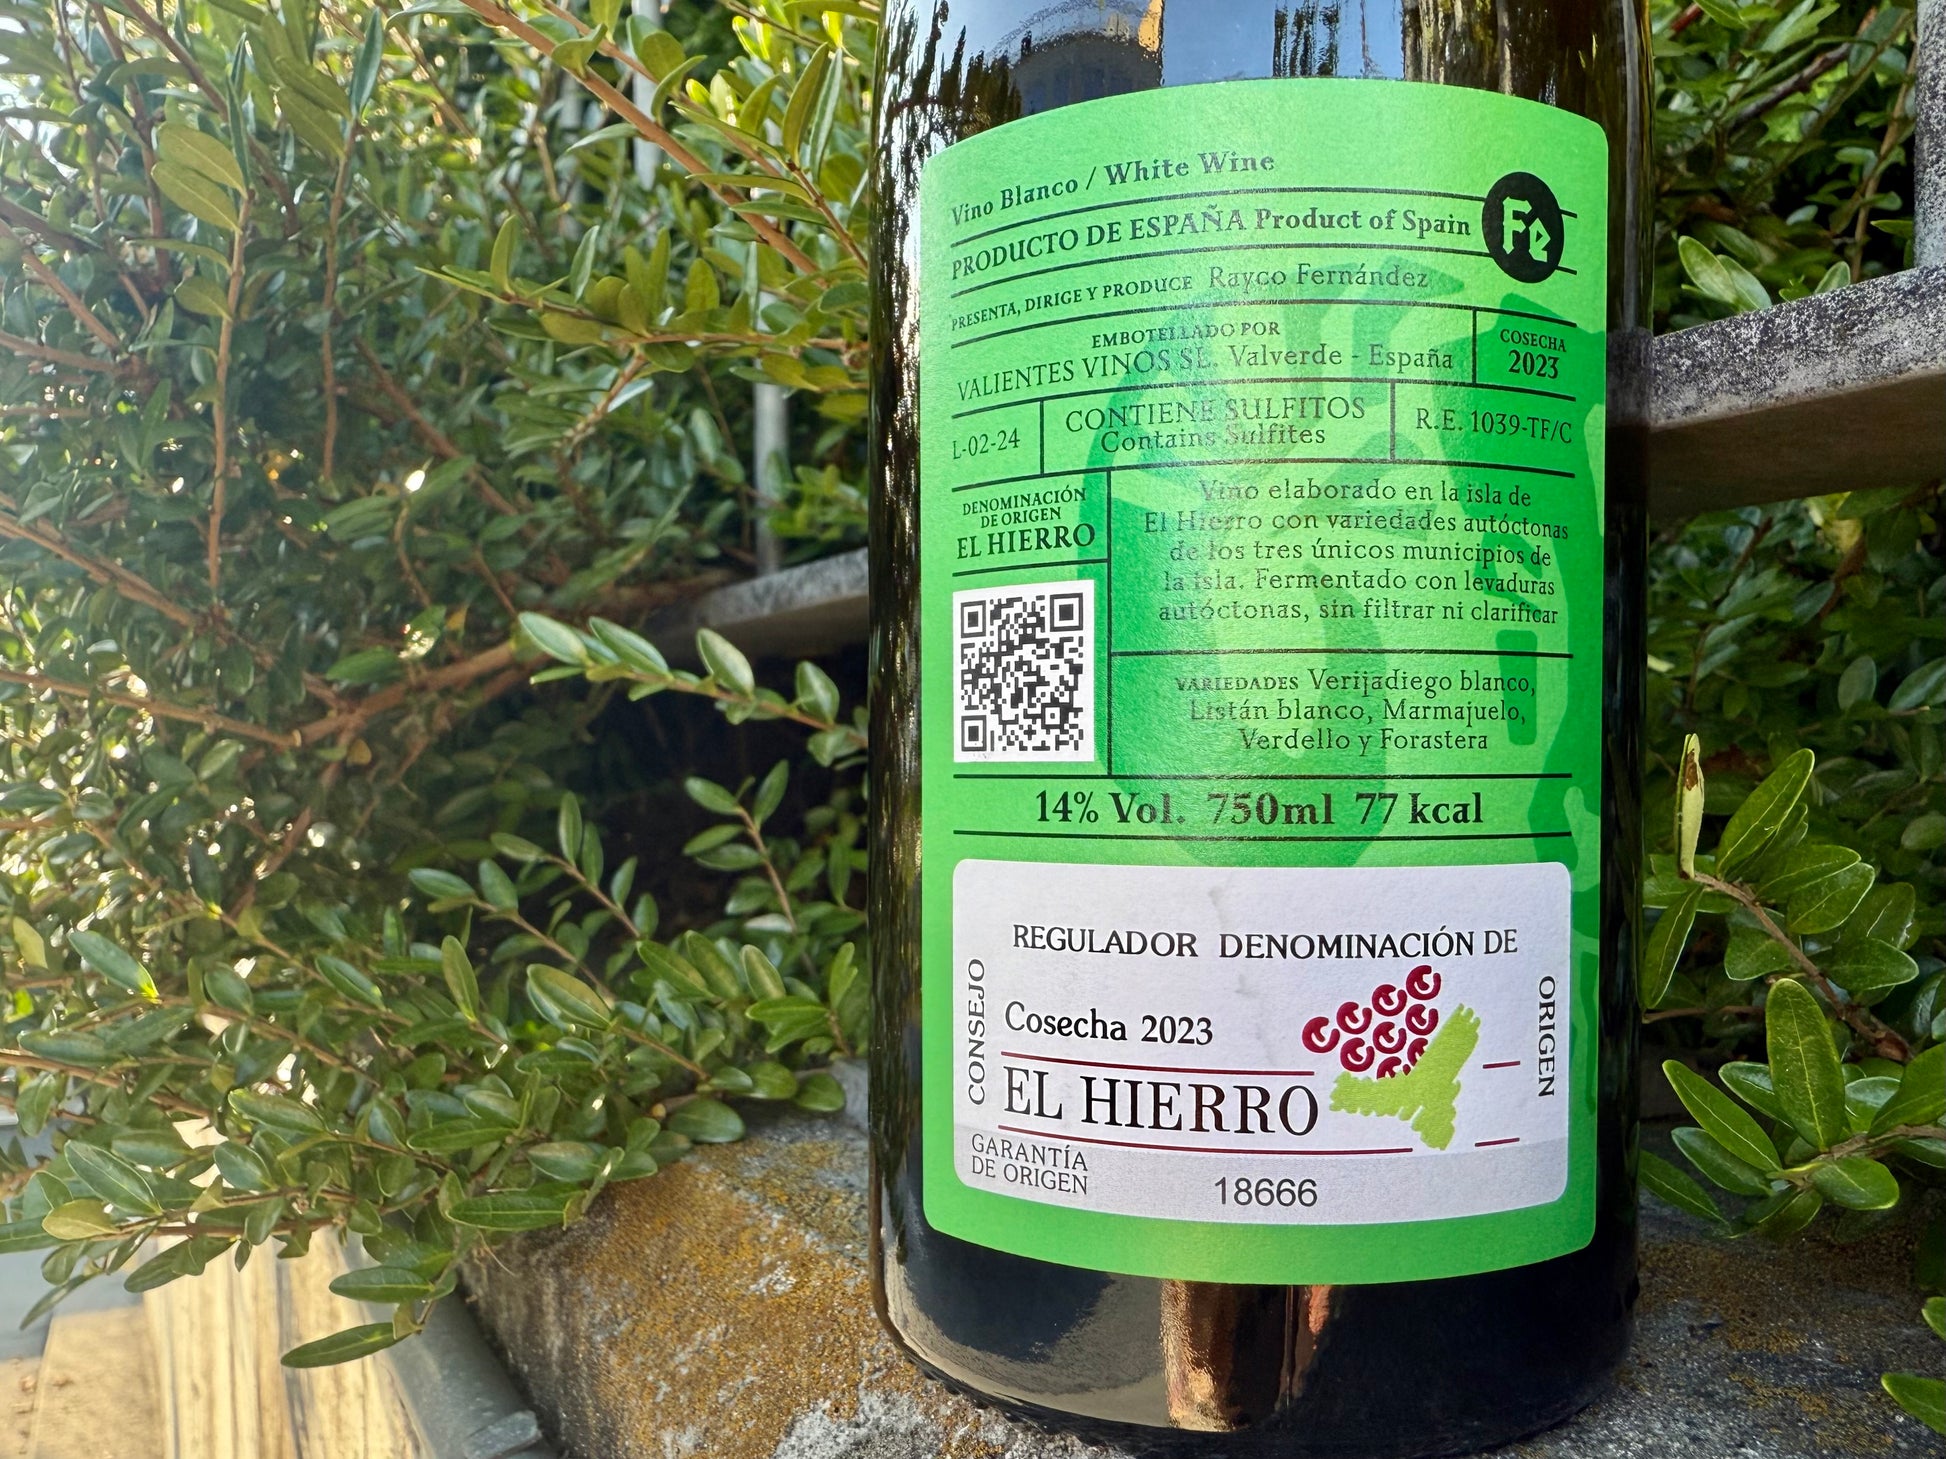 Vino Blanco / White Wine
PRODUCTO DE ESPAÑA Product of Spain
Fe
PRESENTA, DIRIGE Y PRODUCE Rayco Fernández
EMBOTELLADO POR
VALIENTES VINOS SL. Valverde - España
COSECHA
2023
L-02-24
CONTIENE SULFITOS
Contains Sulfites
R.E. 1039-TF/C
DENOMINACIÓN
DE ORIGEN
EL HIERRO
Vino elaborado en la isla de
El Hierro con variedades autóctonas
de los tres únicos municipios de
la isla. Fermentado con levaduras
autóctonas, sin filtrar ni clarificar
VARIEDADES Verijadiego blanco,
Listán blanco, Marmajuelo,
Verdello y Forastera
14% Vol. 750ml 77 kcal
CONSEJO
REGULADOR DENOMINACIÓN DE
ORIGEN
Cosecha 2023
EL HIERRO
GARANTÍA
DE ORIGEN
18666